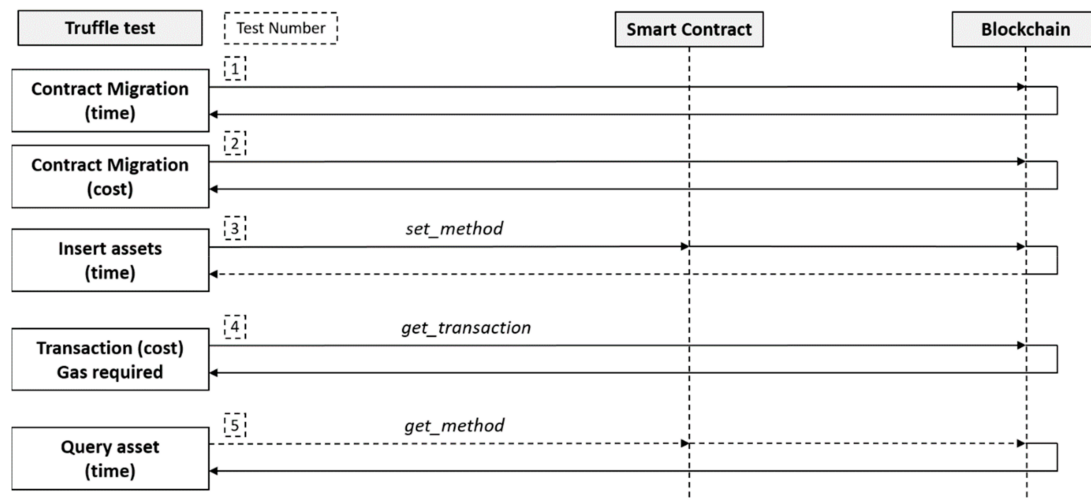 Truffle test
Test Number
Smart Contract
Blockchain
1
Contract Migration
(time)
2
Contract Migration
(cost)
3
set_method
Insert assets
(time)
4
get_transaction
Transaction (cost)
Gas required
5
get_method
Query asset
(time)